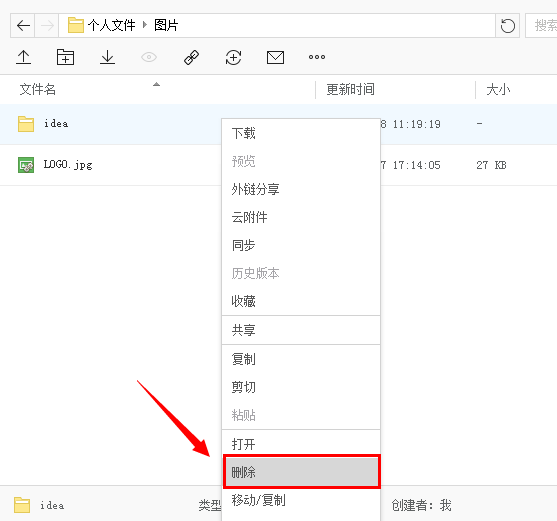 个人文件 图片
搜索
文件名 更新时间 大小
idea 8 11:19:19 -
LOGO.jpg 7 17:14:05 27 KB
下载
预览
外链分享
云附件
同步
历史版本
收藏
共享
复制
剪切
粘贴
打开
删除
移动/复制
idea 类型 创建者: 我